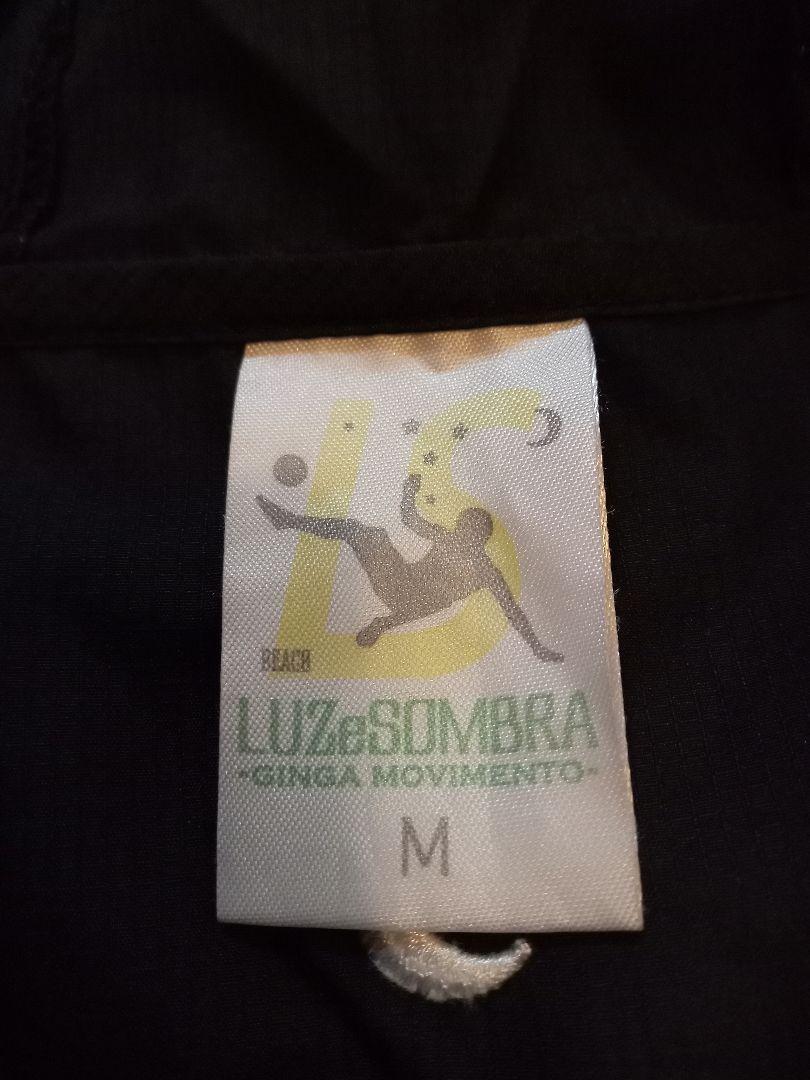 LS
BEACH
LUZeSOMBRA
•GINGA MOVIMENTO•
M